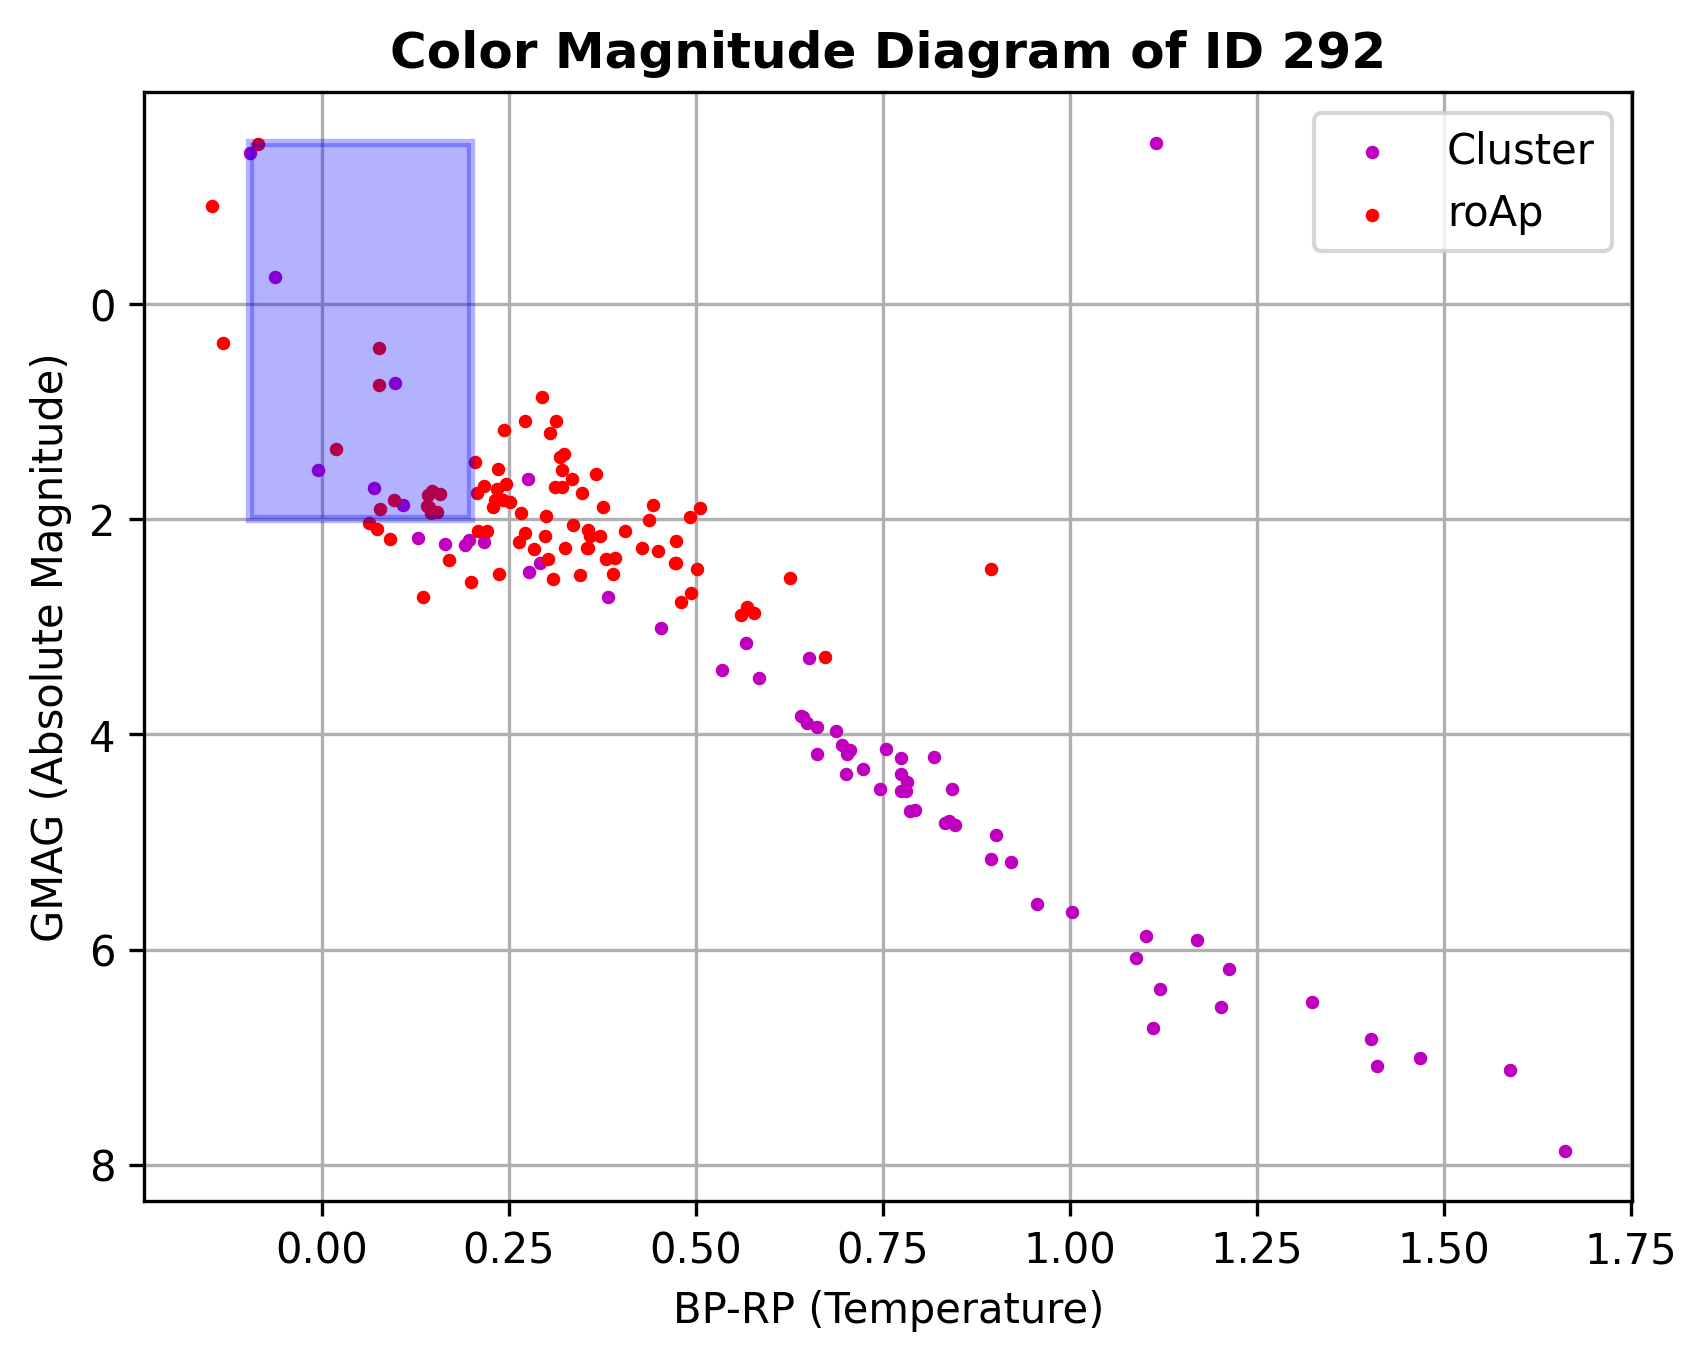 Color Magnitude Diagram of ID 292
Cluster
roAp
GMAG (Absolute Magnitude)
0
2
4
6
8
0.00 0.25 0.50 0.75 1.00 1.25 1.50 1.75
BP-RP (Temperature)